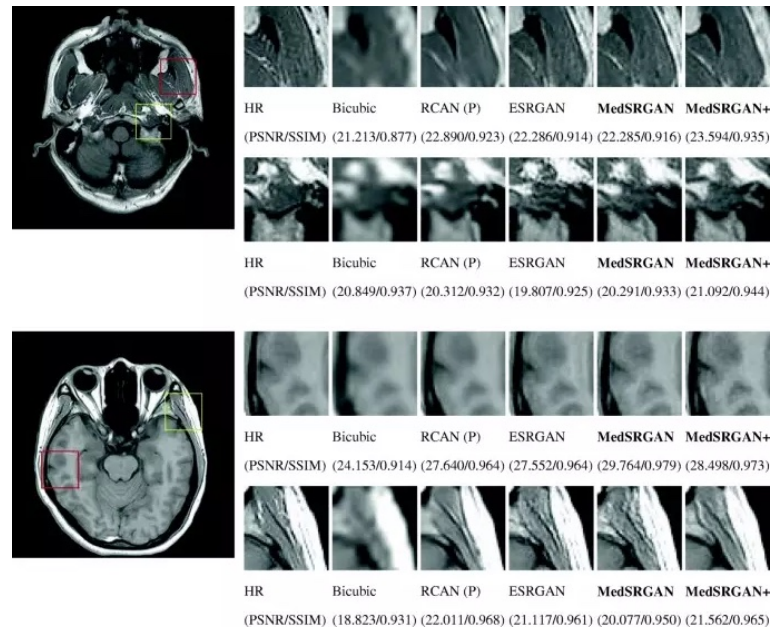 HR Bicubic RCAN (P) ESRGAN MedSRGAN MedSRGAN+
(PSNR/SSIM) (21.213/0.877) (22.890/0.923) (22.286/0.914) (22.285/0.916) (23.594/0.935)
HR Bicubic RCAN (P) ESRGAN MedSRGAN MedSRGAN+
(PSNR/SSIM) (20.849/0.937) (20.312/0.932) (19.807/0.925) (20.291/0.933) (21.092/0.944)
HR Bicubic RCAN (P) ESRGAN MedSRGAN MedSRGAN+
(PSNR/SSIM) (24.153/0.914) (27.640/0.964) (27.552/0.964) (29.764/0.979) (28.498/0.973)
HR Bicubic RCAN (P) ESRGAN MedSRGAN MedSRGAN+
(PSNR/SSIM) (18.823/0.931) (22.011/0.968) (21.117/0.961) (20.077/0.950) (21.562/0.965)